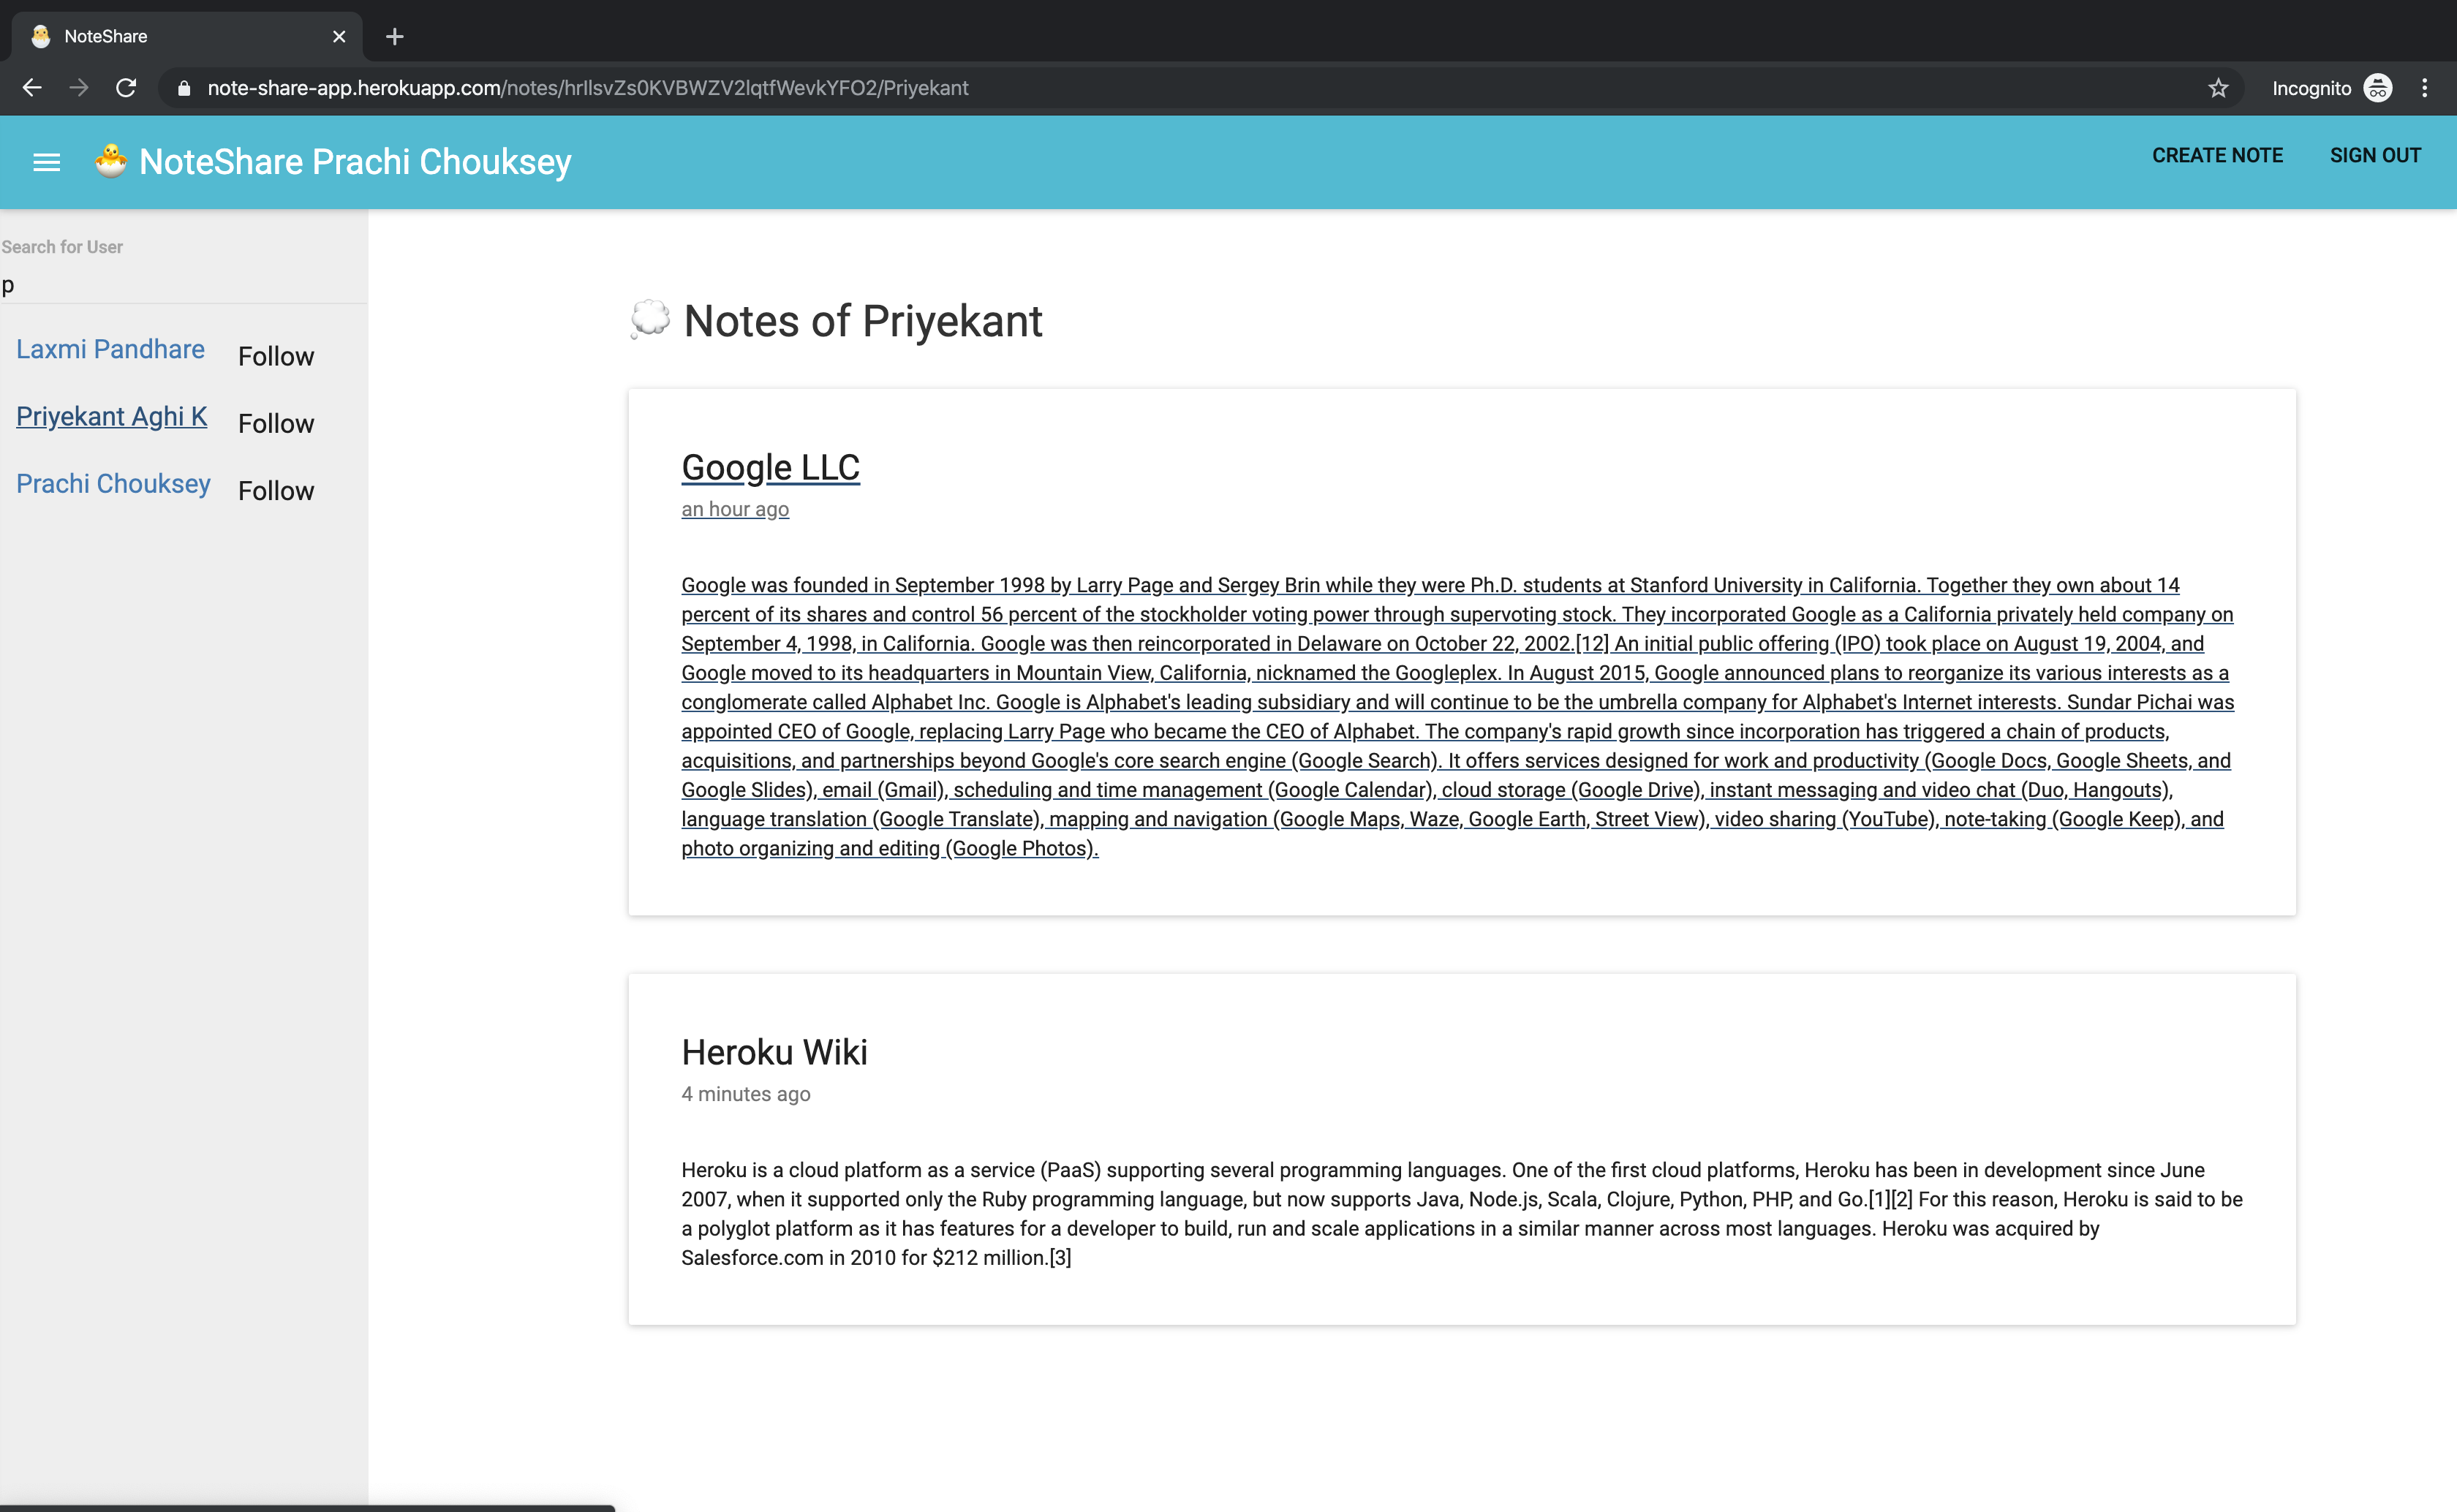 NoteShare
note-share-app.herokuapp.com/notes/hrIlsvZs0KVBWZV2lqtfWevkYFO2/Priyekant
Incognito
NoteShare Prachi Chouksey
CREATE NOTE
SIGN OUT
Search for User
p
Laxmi Pandhare Follow
Priyekant Aghi K Follow
Prachi Chouksey Follow
Notes of Priyekant
Google LLC
an hour ago
Google was founded in September 1998 by Larry Page and Sergey Brin while they were Ph.D. students at Stanford University in California. Together they own about 14
percent of its shares and control 56 percent of the stockholder voting power through supervoting stock. They incorporated Google as a California privately held company on
September 4, 1998, in California. Google was then reincorporated in Delaware on October 22, 2002.[12] An initial public offering (IPO) took place on August 19, 2004, and
Google moved to its headquarters in Mountain View, California, nicknamed the Googleplex. In August 2015, Google announced plans to reorganize its various interests as a
conglomerate called Alphabet Inc. Google is Alphabet's leading subsidiary and will continue to be the umbrella company for Alphabet's Internet interests. Sundar Pichai was
appointed CEO of Google, replacing Larry Page who became the CEO of Alphabet. The company's rapid growth since incorporation has triggered a chain of products,
acquisitions, and partnerships beyond Google's core search engine (Google Search). It offers services designed for work and productivity (Google Docs, Google Sheets, and
Google Slides), email (Gmail), scheduling and time management (Google Calendar), cloud storage (Google Drive), instant messaging and video chat (Duo, Hangouts),
language translation (Google Translate), mapping and navigation (Google Maps, Waze, Google Earth, Street View), video sharing (YouTube), note-taking (Google Keep), and
photo organizing and editing (Google Photos).
Heroku Wiki
4 minutes ago
Heroku is a cloud platform as a service (PaaS) supporting several programming languages. One of the first cloud platforms, Heroku has been in development since June
2007, when it supported only the Ruby programming language, but now supports Java, Node.js, Scala, Clojure, Python, PHP, and Go.[1][2] For this reason, Heroku is said to be
a polyglot platform as it has features for a developer to build, run and scale applications in a similar manner across most languages. Heroku was acquired by
Salesforce.com in 2010 for $212 million.[3]